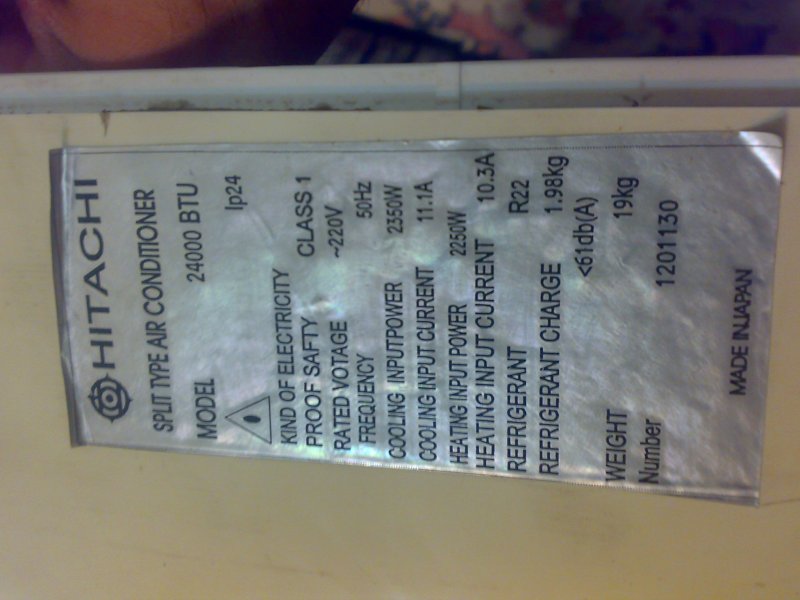 HITACHI
SPLIT TYPE AIR CONDITIONER
MODEL 24000 BTU
Ip24
KIND OF ELECTRICITY
PROOF SAFTY CLASS 1
RATED VOTAGE ~220V
FREQUENCY 50Hz
COOLING INPUTPOWER 2350W
COOLING INPUT CURRENT 11.1A
HEATING INPUT POWER 2250W
HEATING INPUT CURRENT 10.3A
REFRIGERANT R22
REFRIGERANT CHARGE 1.98kg
<61db(A)
WEIGHT 19kg
Number 1201130
MADE INJAPAN